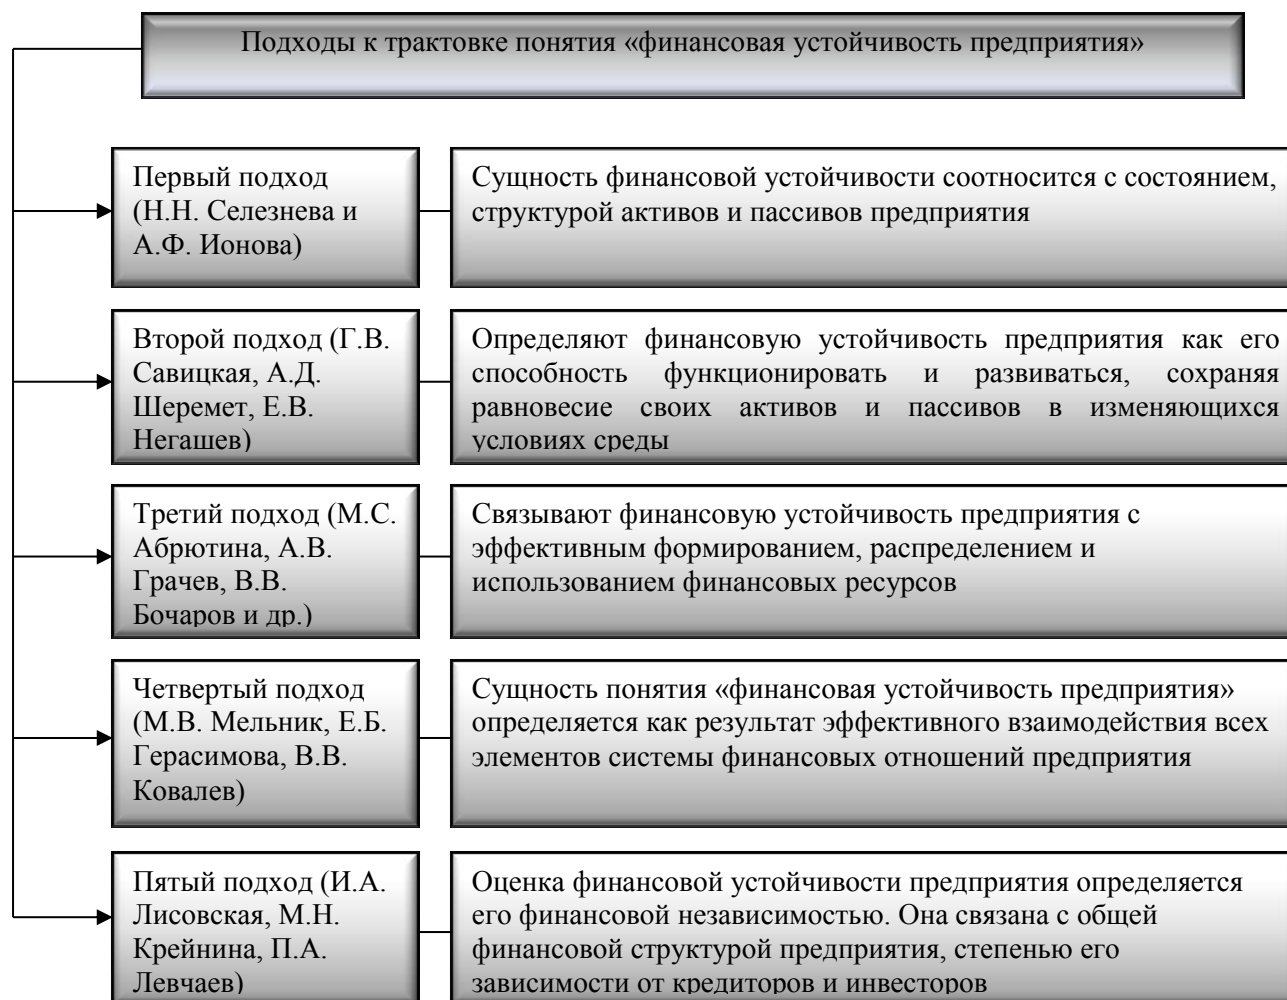 Подходы к трактовке понятия «финансовая устойчивость предприятия»
Первый подход
(Н.Н. Селезнева и
А.Ф. Ионова)
Сущность финансовой устойчивости соотносится с состоянием,
структурой активов и пассивов предприятия
Второй подход (Г.В.
Савицкая, А.Д.
Шеремет, Е.В.
Негашев)
Определяют финансовую устойчивость предприятия как его
способность функционировать и развиваться, сохраняя
равновесие своих активов и пассивов в изменяющихся
условиях среды
Третий подход (М.С.
Абрютина, А.В.
Грачев, В.В.
Бочаров и др.)
Связывают финансовую устойчивость предприятия с
эффективным формированием, распределением и
использованием финансовых ресурсов
Четвертый подход
(М.В. Мельник, Е.Б.
Герасимова, В.В.
Ковалев)
Сущность понятия «финансовая устойчивость предприятия»
определяется как результат эффективного взаимодействия всех
элементов системы финансовых отношений предприятия
Пятый подход (И.А.
Лисовская, М.Н.
Крейнина, П.А.
Левчаев)
Оценка финансовой устойчивости предприятия определяется
его финансовой независимостью. Она связана с общей
финансовой структурой предприятия, степенью его
зависимости от кредиторов и инвесторов